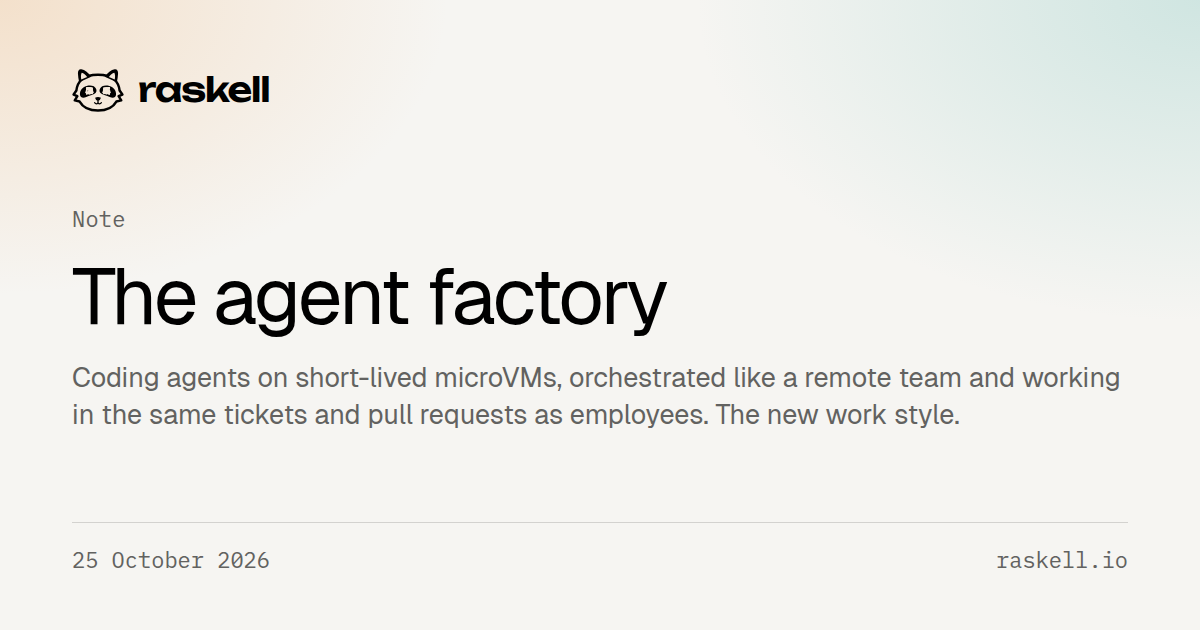 raskell
Note
The agent factory
Coding agents on short-lived microVMs, orchestrated like a remote team and working
in the same tickets and pull requests as employees. The new work style.
25 October 2026
raskell.io